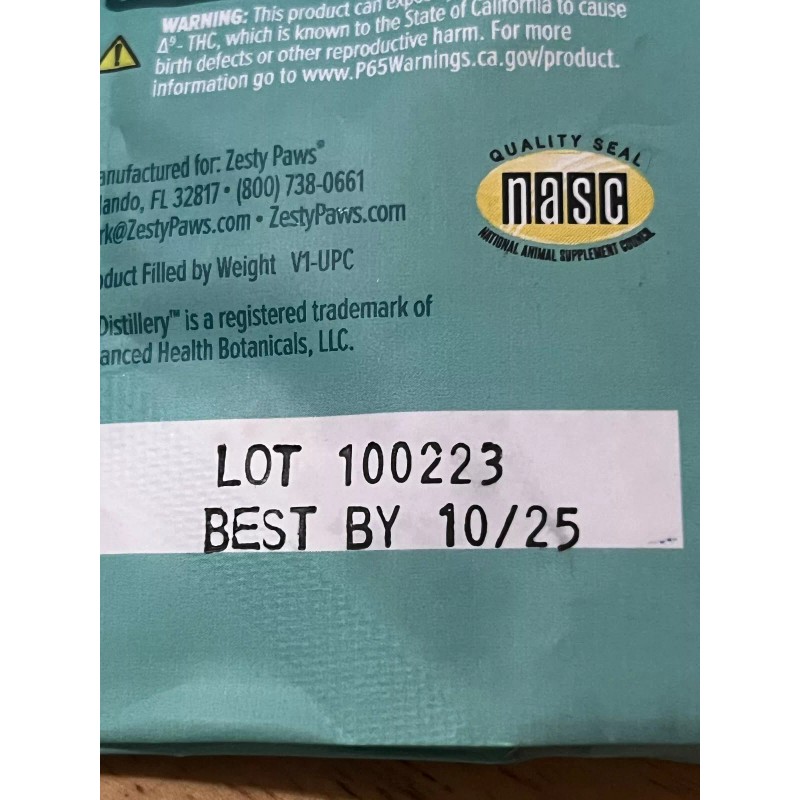 WARNING: This product can
Δ⁹- THC, which is known to the State of California to cause
birth defects or other reproductive harm. For more
information go to www.P65Warnings.ca.gov/product.
anufactured for: Zesty Paws®
ando, FL 32817 • (800) 738-0661
rk@ZestyPaws.com • ZestyPaws.com
duct Filled by Weight V1-UPC
Distillery™ is a registered trademark of
anced Health Botanicals, LLC.
QUALITY SEAL
nasc
NATIONAL ANIMAL SUPPLEMENT COUNCIL
LOT 100223
BEST BY 10/25